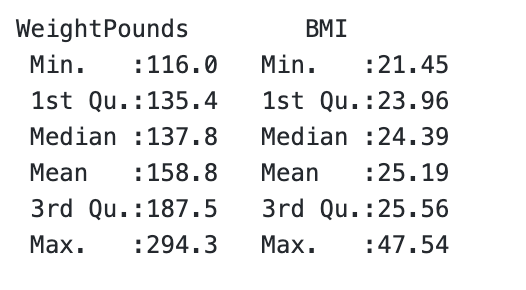 WeightPounds BMI
Min. :116.0 Min. :21.45
1st Qu.:135.4 1st Qu.:23.96
Median :137.8 Median :24.39
Mean :158.8 Mean :25.19
3rd Qu.:187.5 3rd Qu.:25.56
Max. :294.3 Max. :47.54